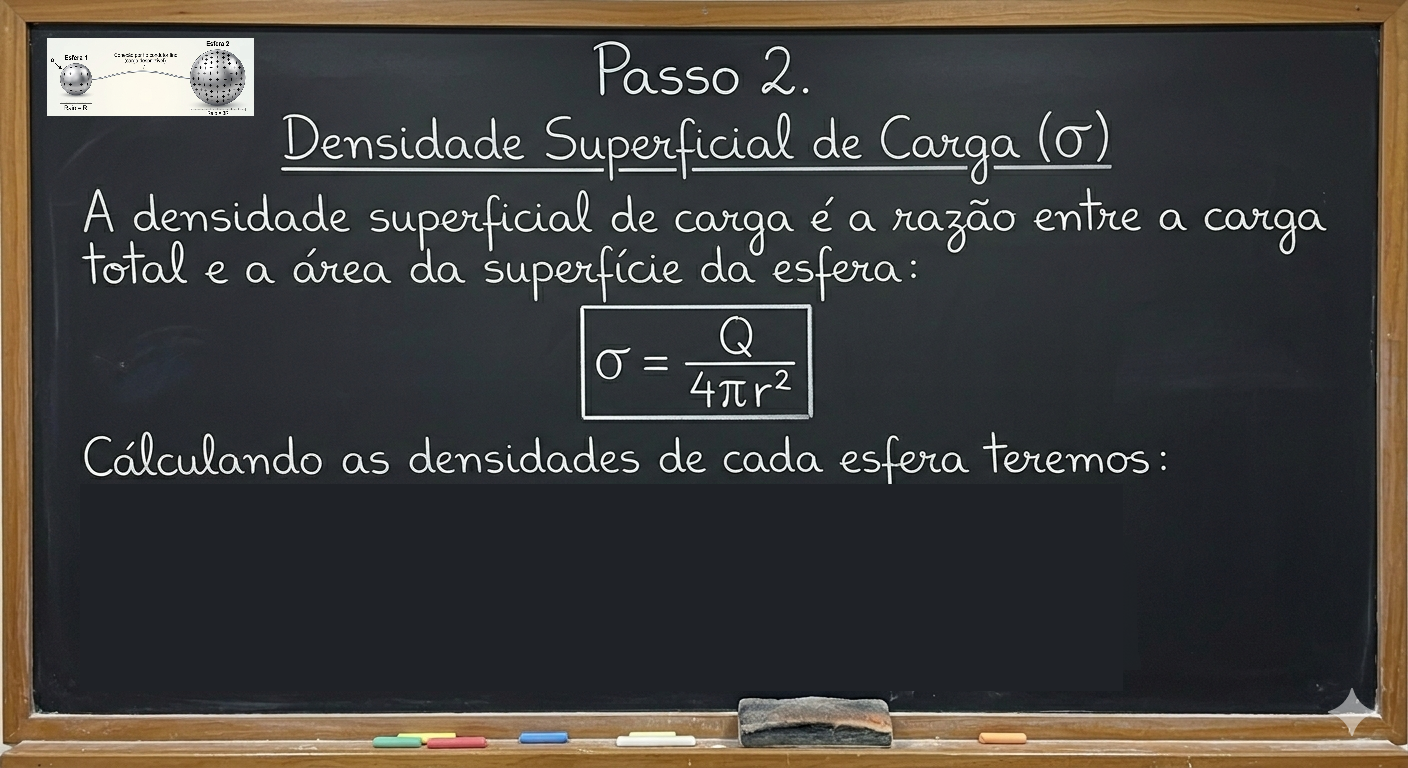 Esfera 1
Esfera 2
Passo 2.
Densidade Superficial de Carga (σ)
A densidade superficial de carga é a razão entre a carga
total e a área da superfície da esfera:
σ = Q / 4πr²
Cálculando as densidades de cada esfera teremos: